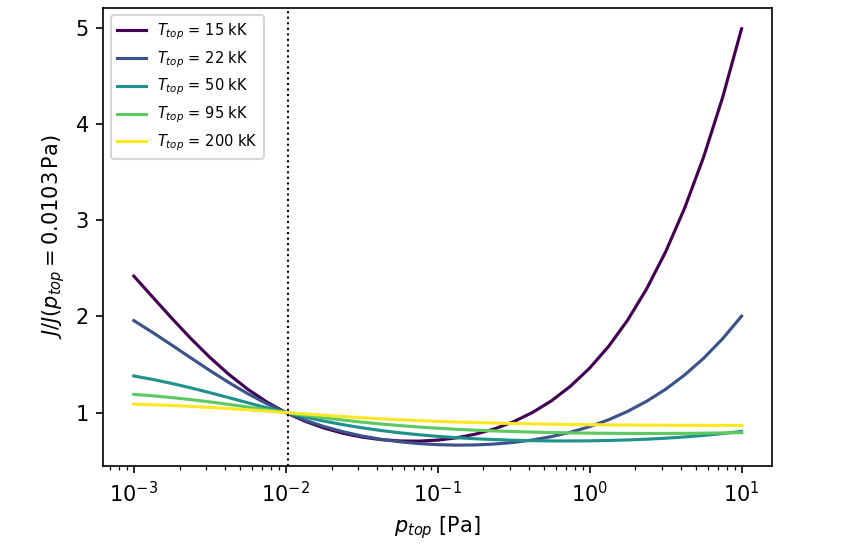 T_top = 15 kK
T_top = 22 kK
T_top = 50 kK
T_top = 95 kK
T_top = 200 kK
J/J(p_top = 0.0103 Pa)
5
4
3
2
1
10^-3 10^-2 10^-1 10^0 10^1
p_top [Pa]